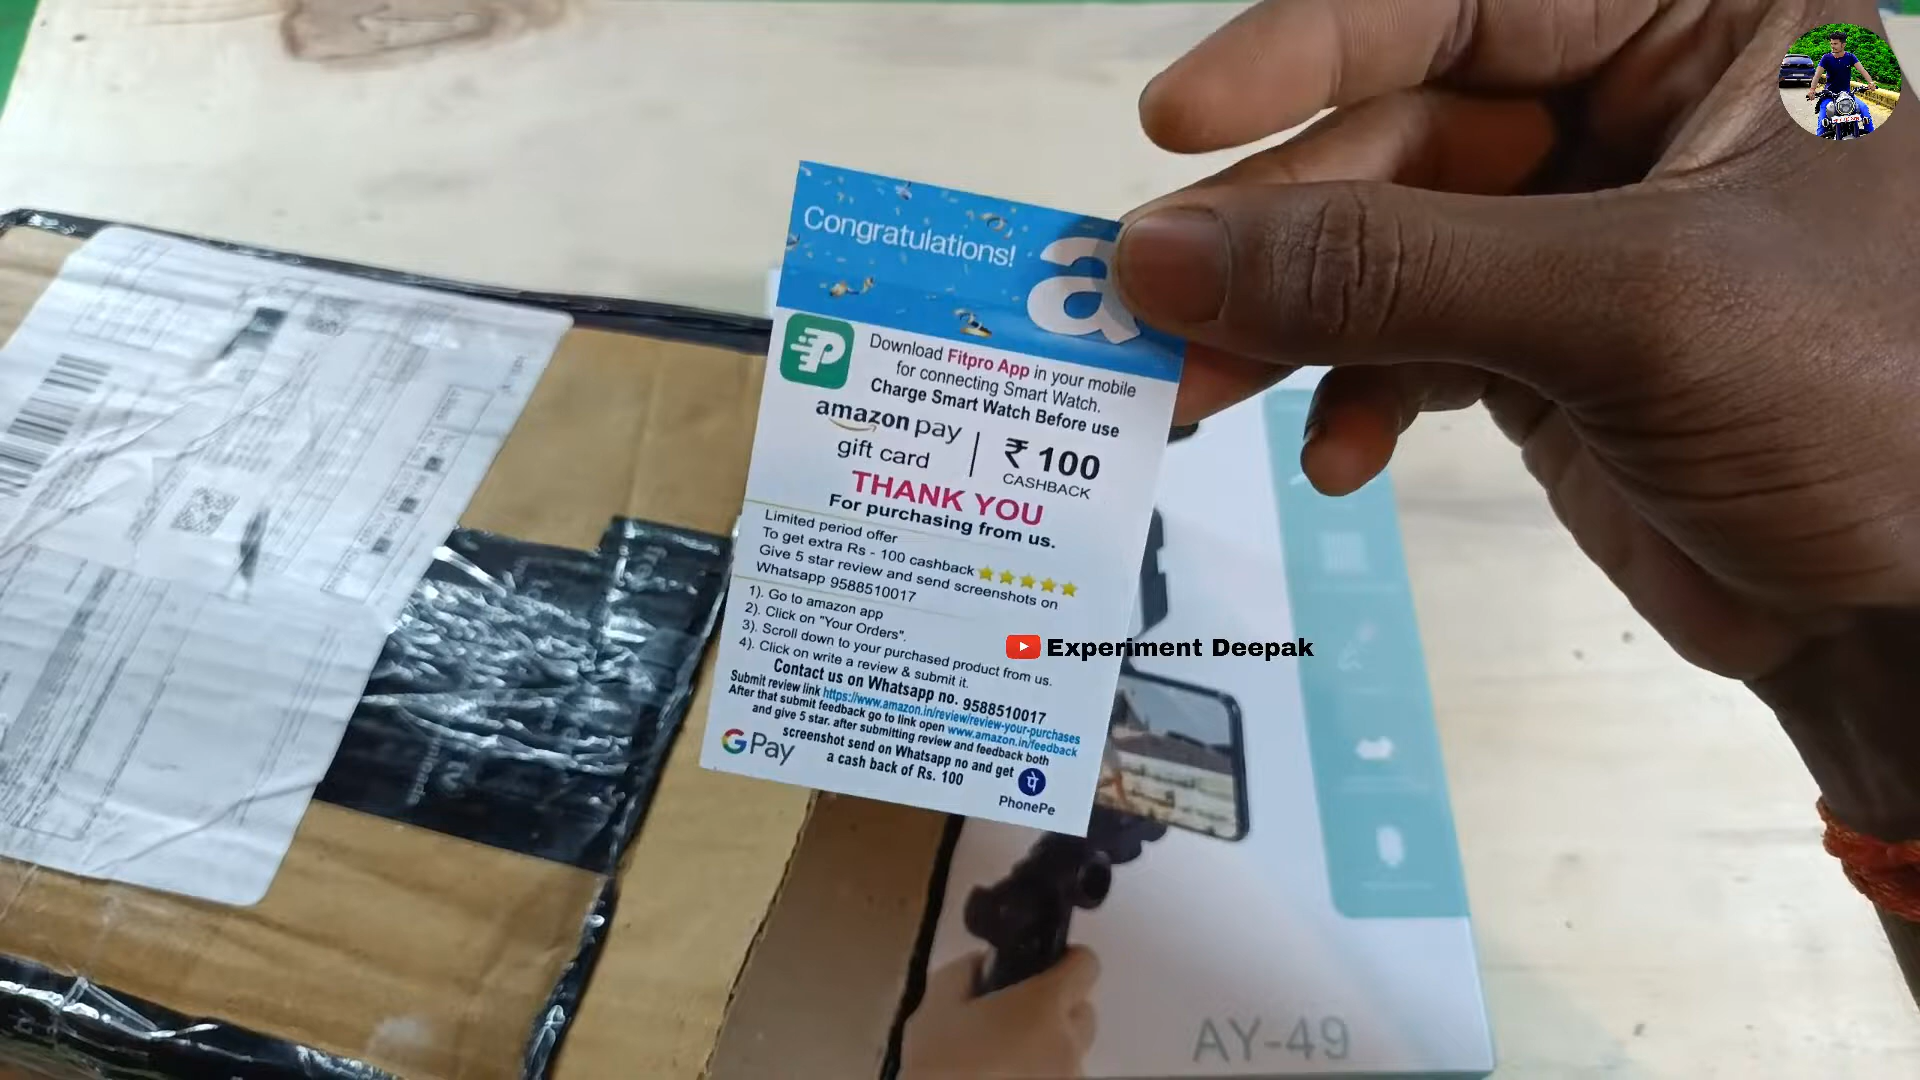 Congratulations!
a
Download Fitpro App in your mobile
for connecting Smart Watch.
Charge Smart Watch Before use
amazon pay
gift card
₹ 100
CASHBACK
THANK YOU
For purchasing from us.
Limited period offer
To get extra Rs - 100 cashback
Give 5 star review and send screenshots on
Whatsapp 9588510017
1). Go to amazon app
2). Click on "Your Orders".
3). Scroll down to your purchased product from us.
4). Click on write a review & submit it.
Contact us on Whatsapp no. 9588510017
Submit review link https://www.amazon.in/review/review-your-purchases
After that submit feedback go to link open www.amazon.in/feedback
and give 5 star. after submitting review and feedback both
screenshot send on Whatsapp no and get
a cash back of Rs. 100
G Pay
पे
PhonePe
Experiment Deepak
AY-49